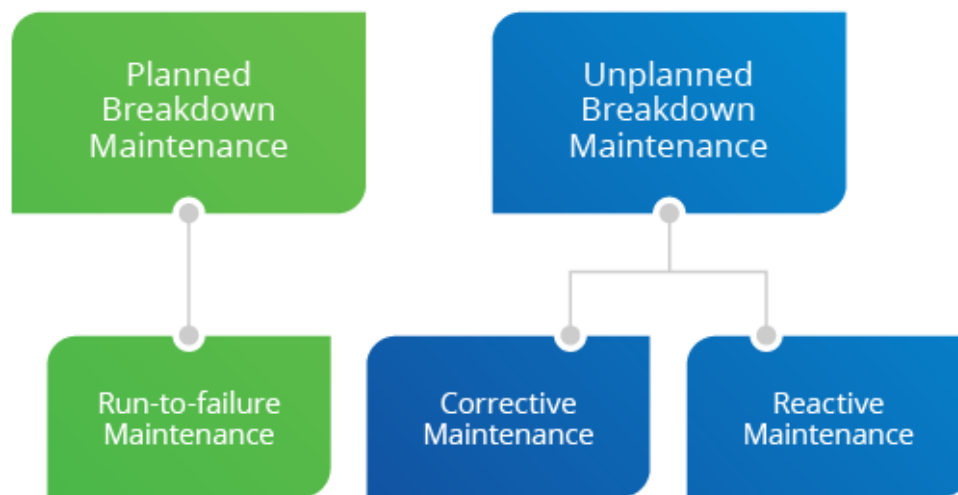 Planned
Breakdown
Maintenance
Unplanned
Breakdown
Maintenance
Run-to-failure
Maintenance
Corrective
Maintenance
Reactive
Maintenance